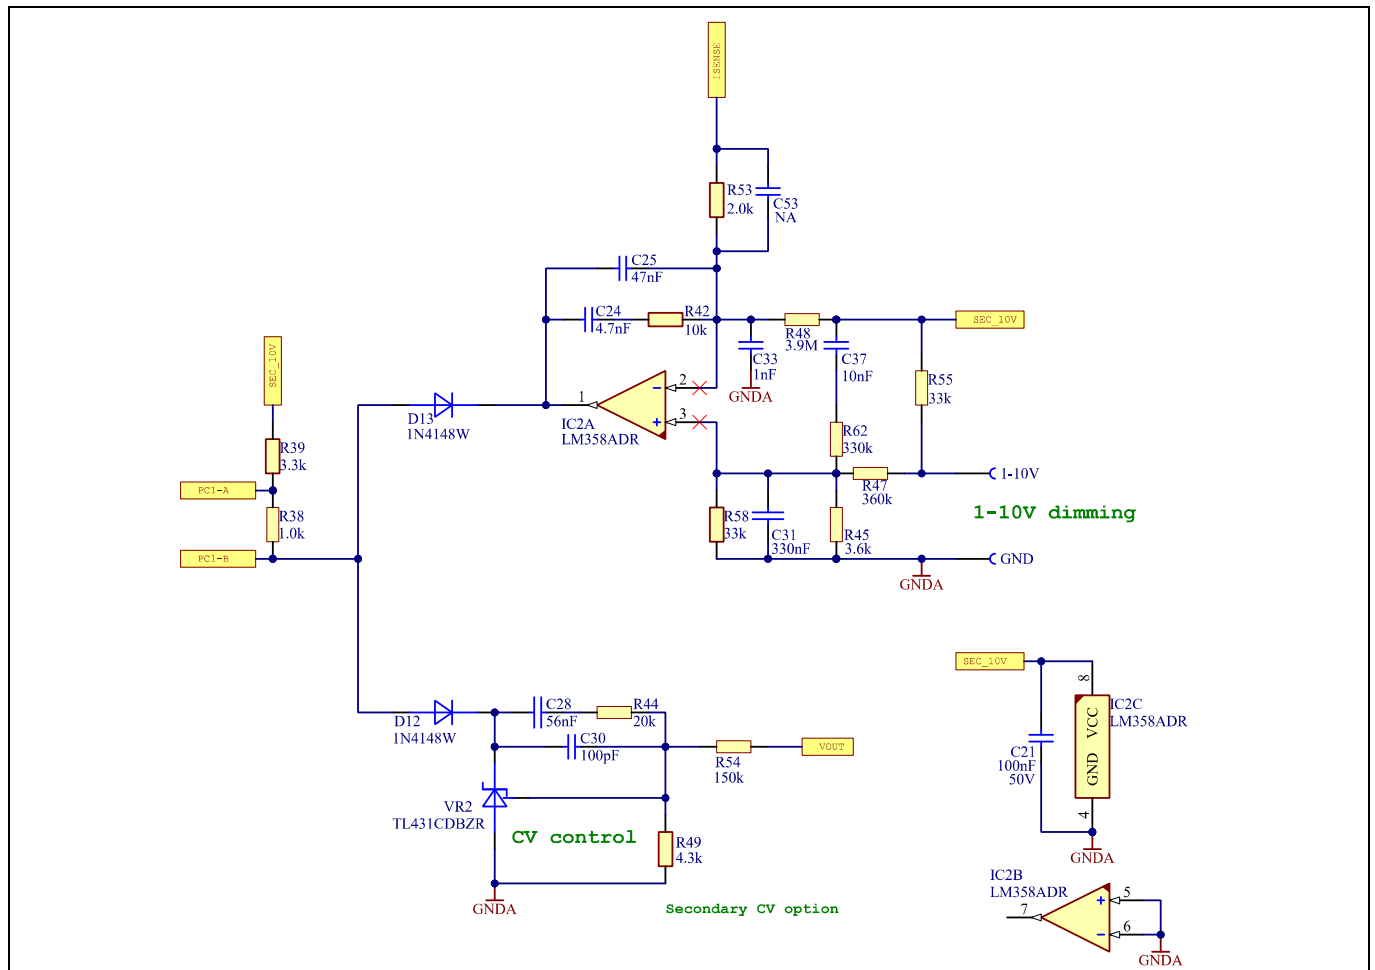 ISENSE
R53
2.0k
C53
NA
C25
47nF
C24
4.7nF
R42
10k
R48
3.9M
SEC_10V
C33
1nF
GNDA
C37
10nF
R55
33k
SEC_10V
D13
1N4148W
1
2
3
IC2A
LM358ADR
R62
330k
R39
3.3k
PC1-A
R47
360k
1-10V
R38
1.0k
R58
33k
C31
330nF
R45
3.6k
1-10V dimming
PC1-B
GND
GNDA
SEC_10V
8
IC2C
LM358ADR
GND VCC
C21
100nF
50V
4
GNDA
D12
1N4148W
C28
56nF
R44
20k
C30
100pF
R54
150k
VOUT
VR2
TL431CDBZR
CV control
R49
4.3k
GNDA
Secondary CV option
IC2B
LM358ADR
7
5
6
GNDA